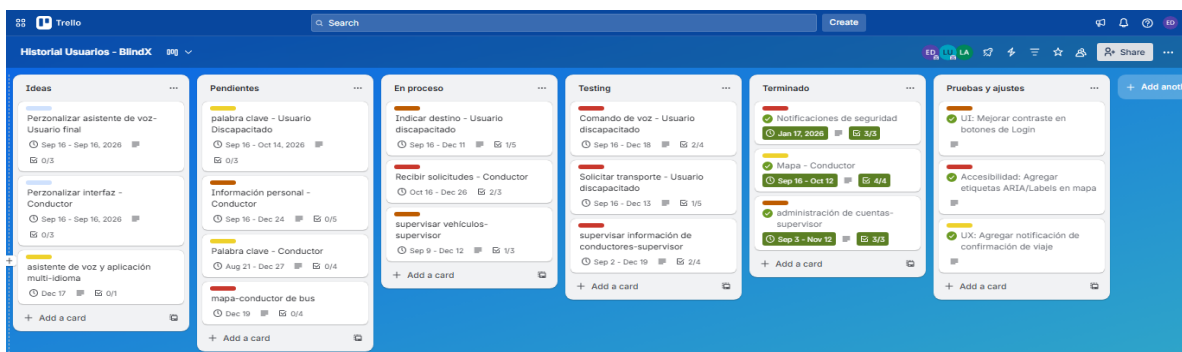 Trello
Search
Create
ED
Historial Usuarios - BlindX
ED
LU
LA
Share
Ideas
Personalizar asistente de voz-
Usuario final
Sep 16 - Sep 16, 2026
0/3
Personalizar interfaz -
Conductor
Sep 16 - Sep 16, 2026
0/3
asistente de voz y aplicación
multi-idioma
Dec 17 0/1
+ Add a card
Pendientes
palabra clave - Usuario
Discapacitado
Sep 16 - Oct 14, 2026
0/3
Información personal -
Conductor
Sep 16 - Dec 24 0/5
Palabra clave - Conductor
Aug 21 - Dec 27 0/4
mapa-conductor de bus
Dec 19 0/4
+ Add a card
En proceso
Indicar destino - Usuario
discapacitado
Sep 16 - Dec 11 1/5
Recibir solicitudes - Conductor
Oct 16 - Dec 26 2/3
supervisar vehículos-
supervisor
Sep 9 - Dec 12 1/3
+ Add a card
Testing
Comando de voz - Usuario
discapacitado
Sep 16 - Dec 18 2/4
Solicitar transporte - Usuario
discapacitado
Sep 16 - Dec 13 1/5
supervisar información de
conductores-supervisor
Sep 2 - Dec 19 2/4
+ Add a card
Terminado
Notificaciones de seguridad
Jan 17, 2026 3/3
Mapa - Conductor
Sep 16 - Oct 12 4/4
administración de cuentas-
supervisor
Sep 3 - Nov 12 3/3
+ Add a card
Pruebas y ajustes
UI: Mejorar contraste en
botones de Login
Accesibilidad: Agregar
etiquetas ARIA/Labels en mapa
UX: Agregar notificación de
confirmación de viaje
+ Add a card
+ Add anot